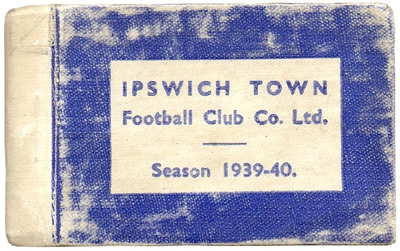 IPSWICH TOWN
Football Club Co. Ltd.
Season 1939-40.